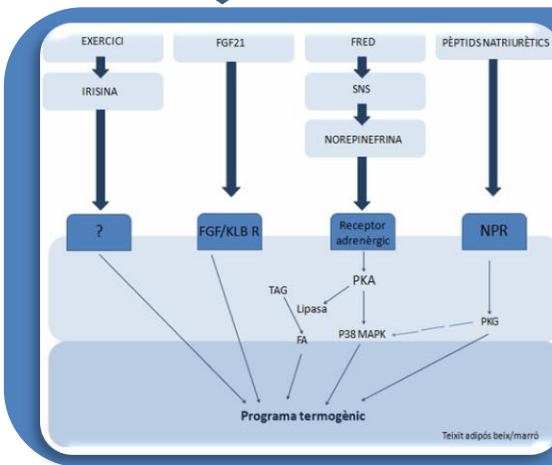 EXERCICI
FGF21
FRED
PÈPTIDS NATRIURÈTICS
IRISINA
SNS
NOREPINEFRINA
?
FGF/KLB R
Receptor
adrenèrgic
NPR
PKA
TAG
Lipasa
FA
P38 MAPK
PKG
Programa termogènic
Teixit adipós beix/marró